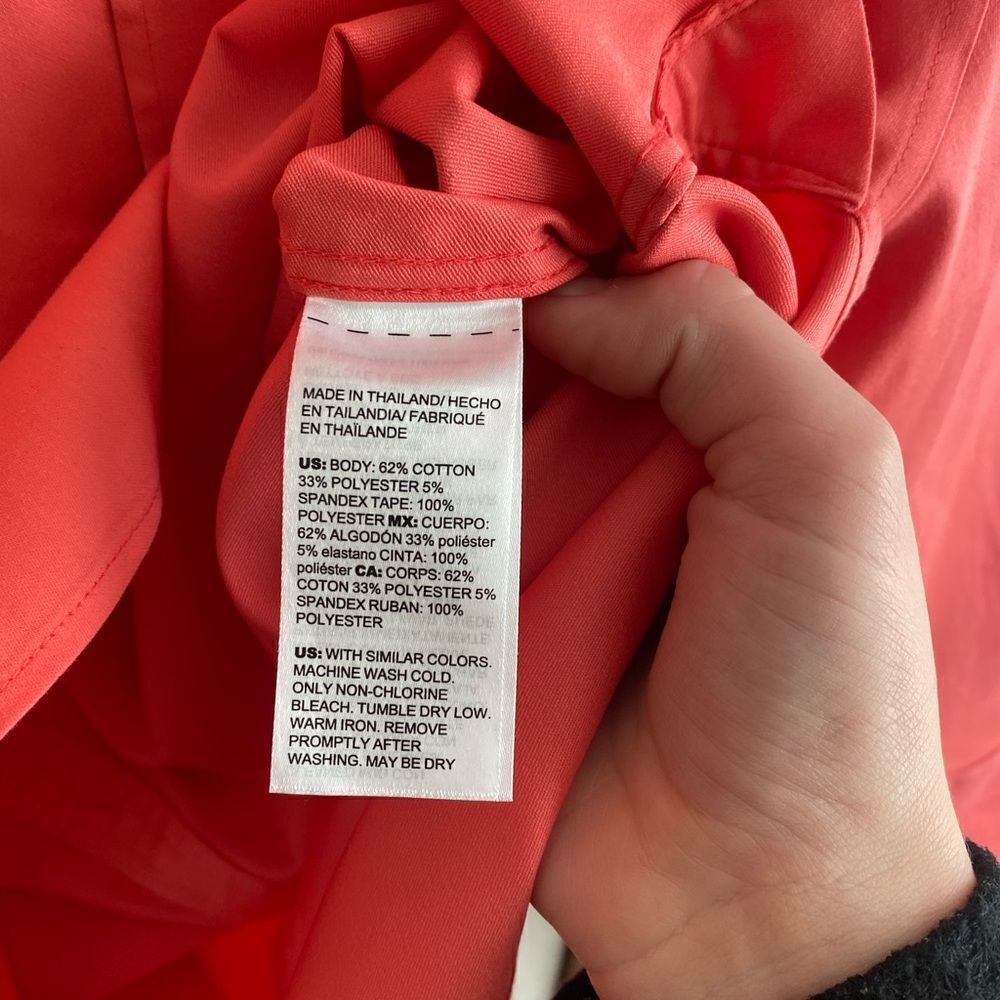 MADE IN THAILAND/ HECHO
EN TAILANDIA/ FABRIQUÉ
EN THAÏLANDE
US: BODY: 62% COTTON
33% POLYESTER 5%
SPANDEX TAPE: 100%
POLYESTER MX: CUERPO:
62% ALGODÓN 33% poliéster
5% elastano CINTA: 100%
poliéster CA: CORPS: 62%
COTON 33% POLYESTER 5%
SPANDEX RUBAN: 100%
POLYESTER
US: WITH SIMILAR COLORS.
MACHINE WASH COLD.
ONLY NON-CHLORINE
BLEACH. TUMBLE DRY LOW.
WARM IRON. REMOVE
PROMPTLY AFTER
WASHING. MAY BE DRY